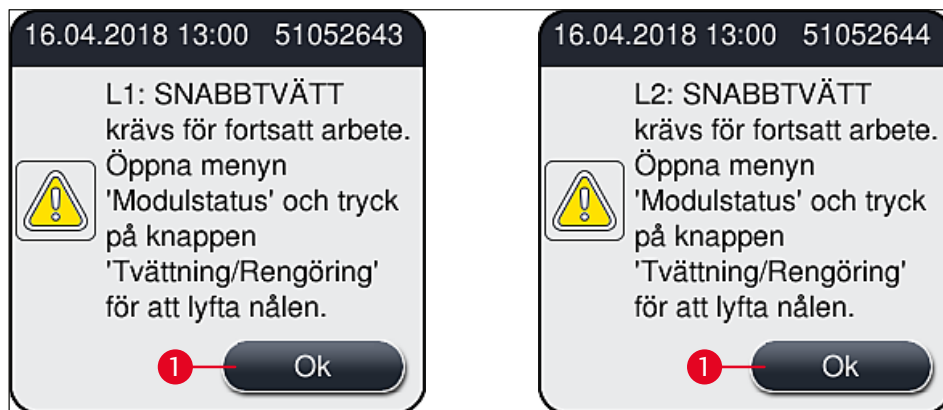 16.04.2018 13:00 51052643
L1: SNABBTVÄTT
krävs för fortsatt arbete.
Öppna menyn
'Modulstatus' och tryck
på knappen
'Tvättning/Rengöring'
för att lyfta nålen.
1 Ok
16.04.2018 13:00 51052644
L2: SNABBTVÄTT
krävs för fortsatt arbete.
Öppna menyn
'Modulstatus' och tryck
på knappen
'Tvättning/Rengöring'
för att lyfta nålen.
1 Ok